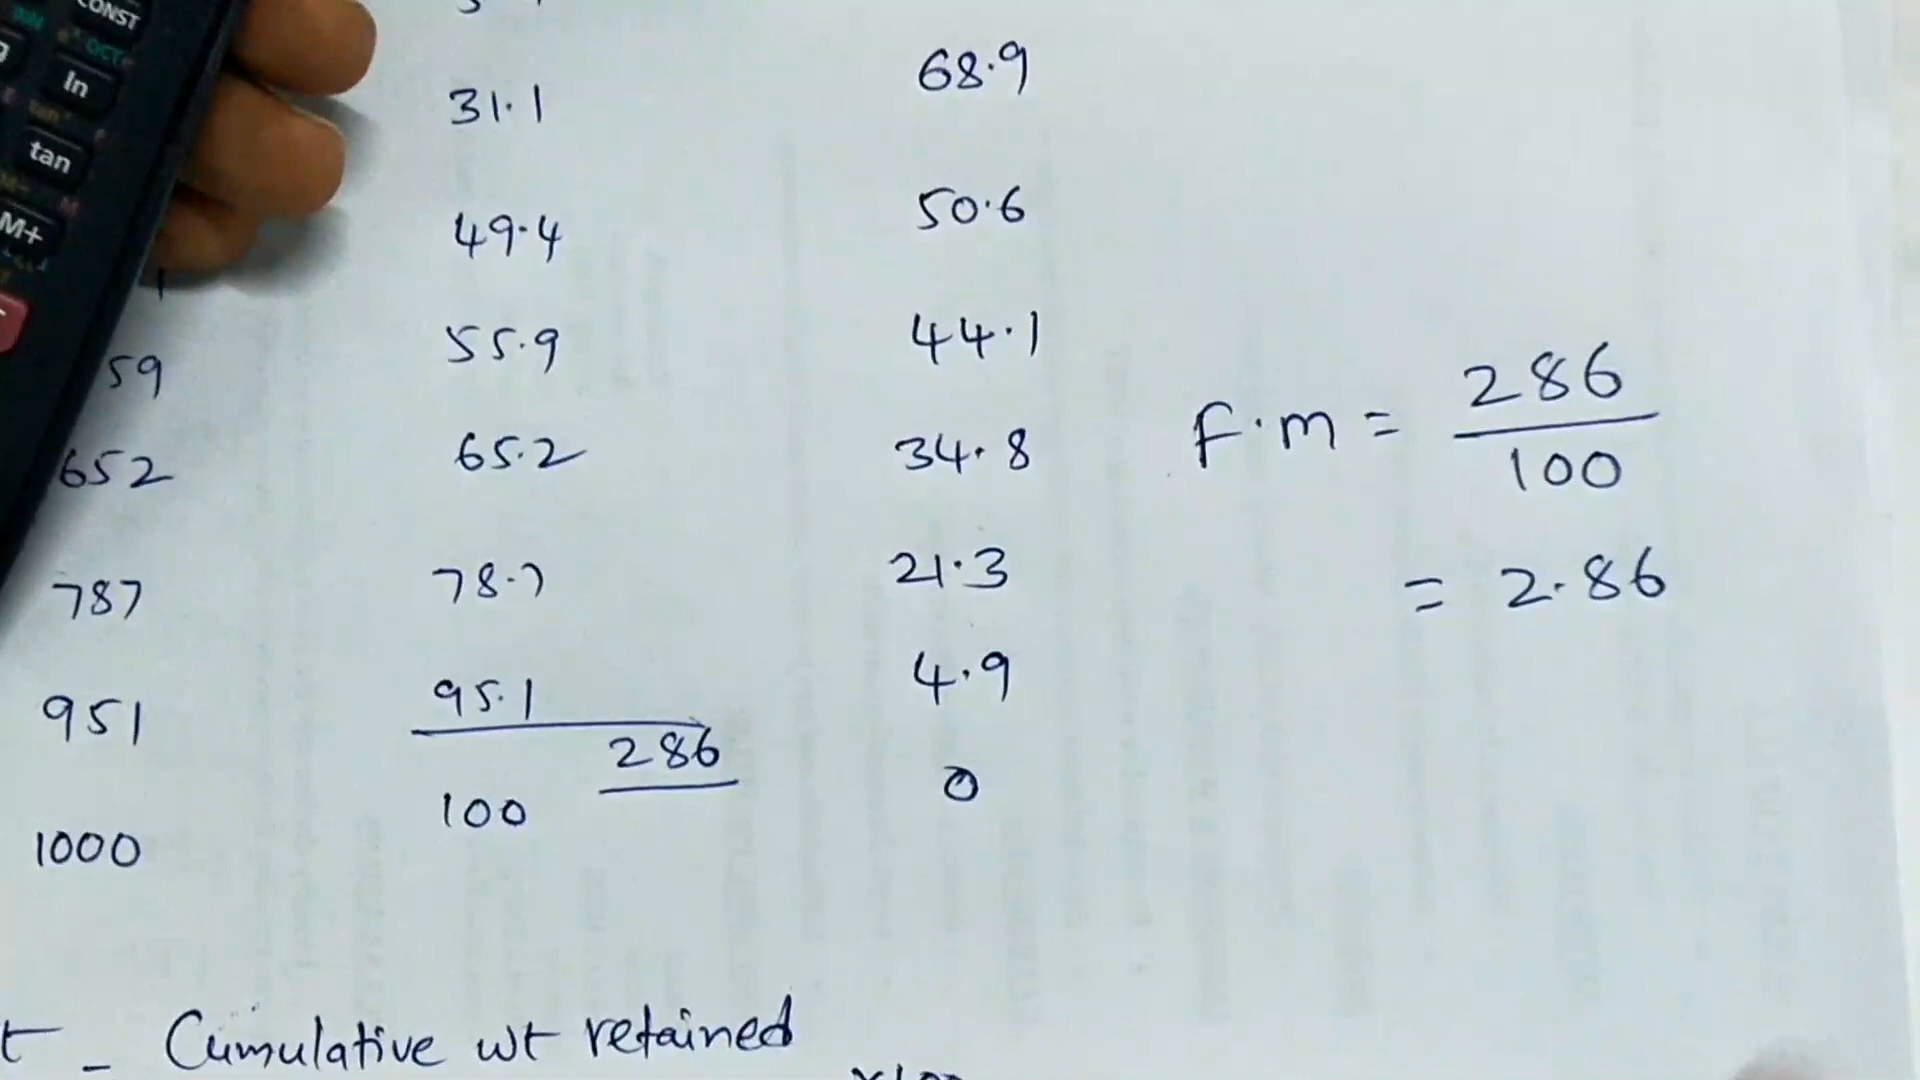 CONST
ln
tan
M+
31.1 68.9
49.4 50.6
59 55.9 44.1
652 65.2 34.8
F.m = 286
100
= 2.86
787 78.7 21.3
951 95.1 4.9
286
1000 100 0
t - Cumulative wt retained